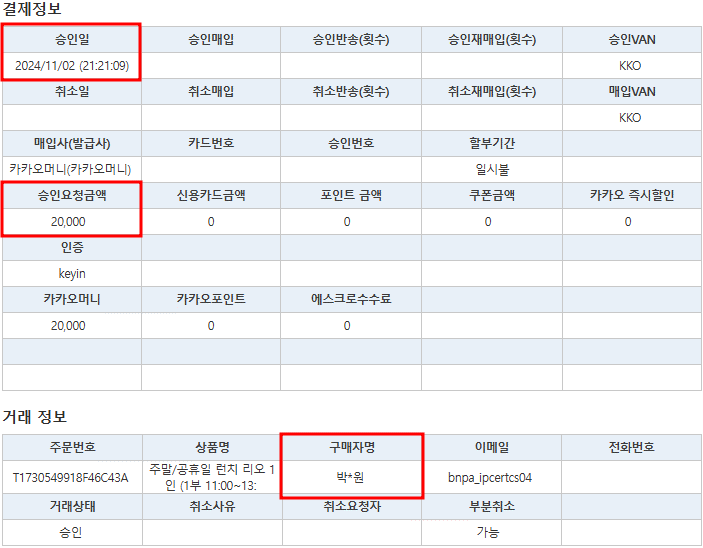 결제정보
승인일 승인매입 승인반송(횟수) 승인재매입(횟수) 승인VAN
2024/11/02 (21:21:09) KKO
취소일 취소매입 취소반송(횟수) 취소재매입(횟수) 매입VAN
KKO
매입사(발급사) 카드번호 승인번호 할부기간
카카오머니(카카오머니) 일시불
승인요청금액 신용카드금액 포인트 금액 쿠폰금액 카카오 즉시할인
20,000 0 0 0 0
인증
keyin
카카오머니 카카오포인트 에스크로수수료
20,000 0 0
거래 정보
주문번호 상품명 구매자명 이메일 전화번호
T1730549918F46C43A 주말/공휴일 런치 리오 1
인 (1부 11:00~13: 박*원 bnpa_ipcertcs04
거래상태 취소사유 취소요청자 부분취소
승인 가능